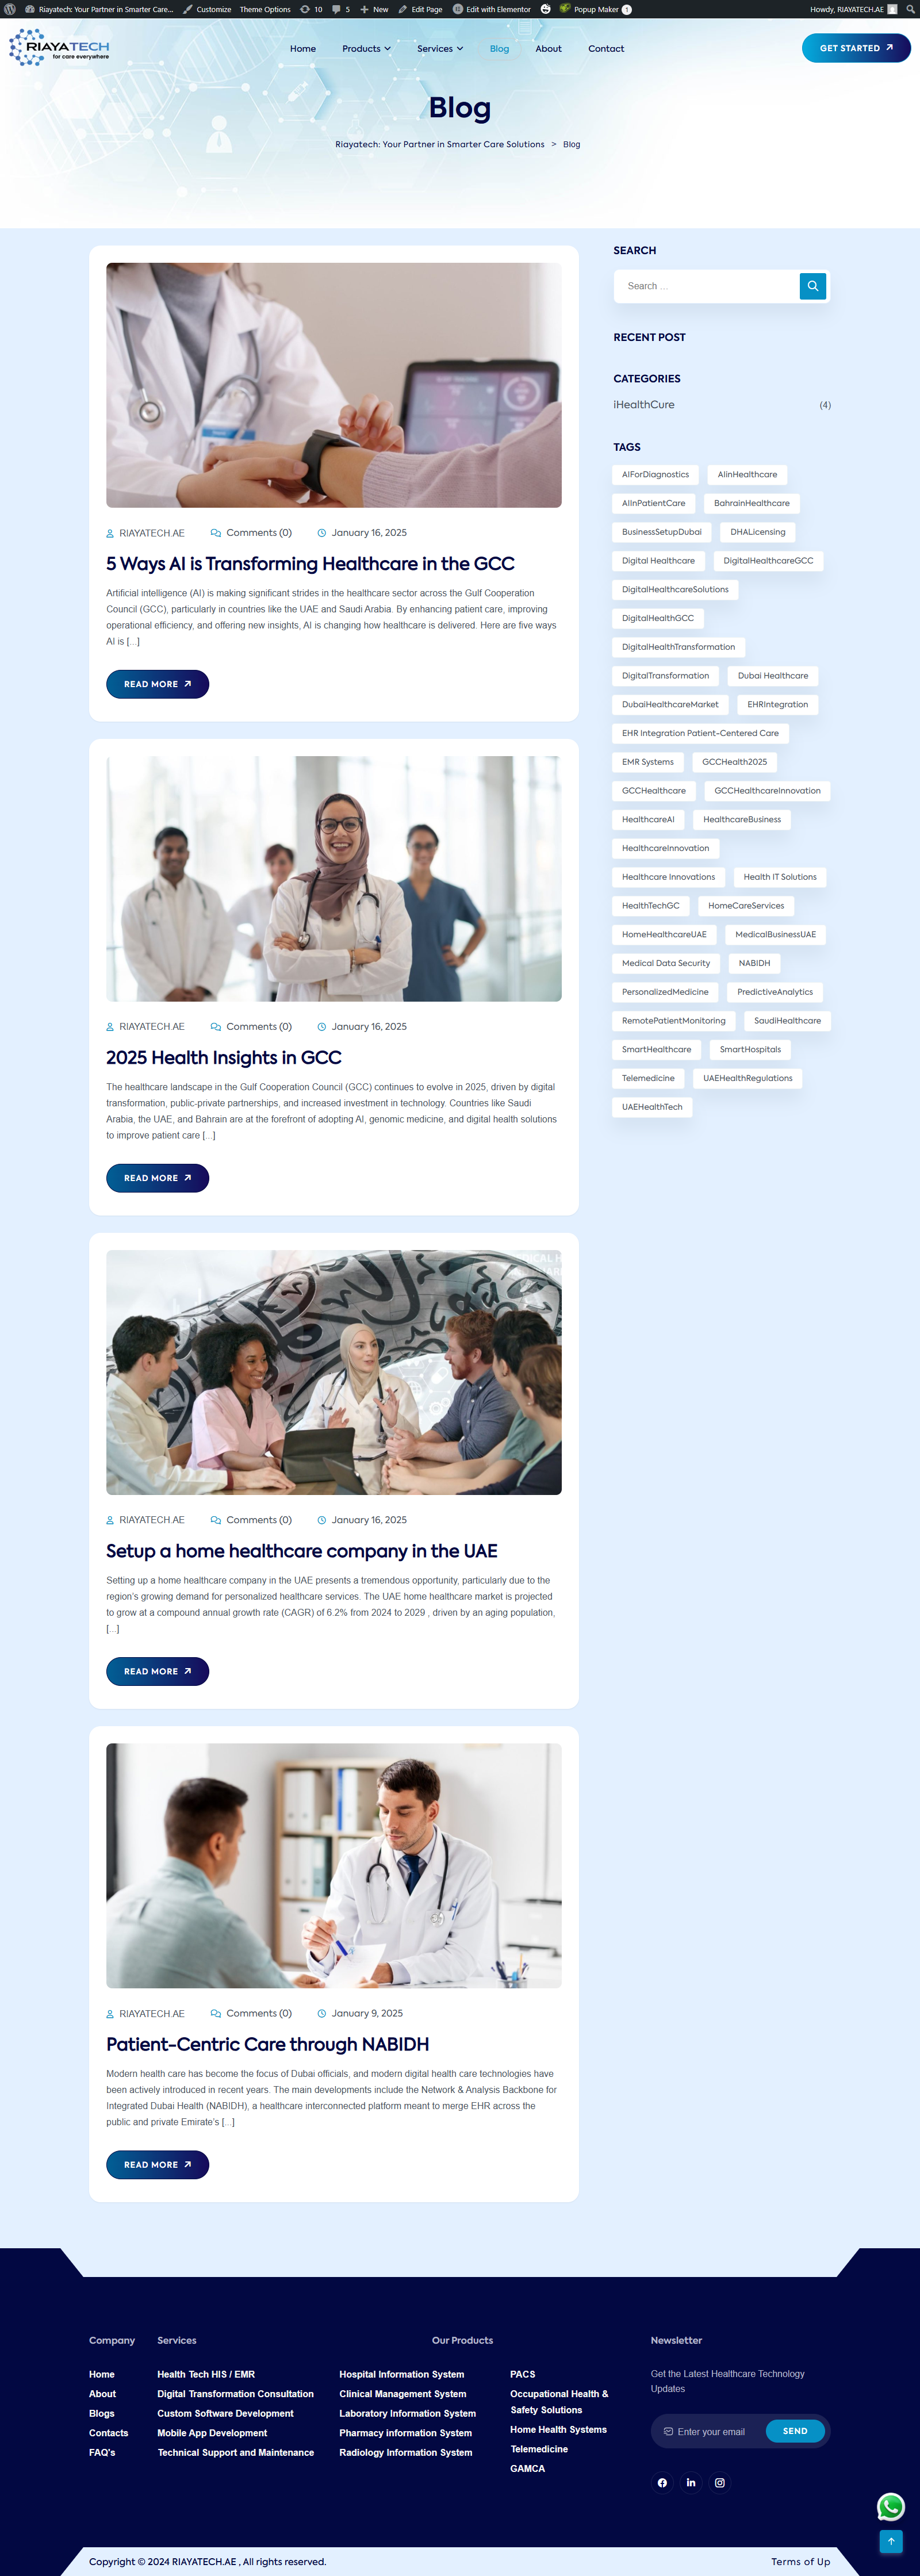 Riayatech: Your Partner in Smarter Care... Customize Theme Options 10 5 New Edit Page Edit with Elementor Popup Maker 1 Howdy, RIAYATECH.AE
RIAYATECH
for care everywhere
Home Products Services Blog About Contact
GET STARTED
Blog
Riayatech: Your Partner in Smarter Care Solutions > Blog
RIAYATECH.AE Comments (0) January 16, 2025
5 Ways AI is Transforming Healthcare in the GCC
Artificial intelligence (AI) is making significant strides in the healthcare sector across the Gulf Cooperation
Council (GCC), particularly in countries like the UAE and Saudi Arabia. By enhancing patient care, improving
operational efficiency, and offering new insights, AI is changing how healthcare is delivered. Here are five ways
AI is [...]
READ MORE
RIAYATECH.AE Comments (0) January 16, 2025
2025 Health Insights in GCC
The healthcare landscape in the Gulf Cooperation Council (GCC) continues to evolve in 2025, driven by digital
transformation, public-private partnerships, and increased investment in technology. Countries like Saudi
Arabia, the UAE, and Bahrain are at the forefront of adopting AI, genomic medicine, and digital health solutions
to improve patient care [...]
READ MORE
RIAYATECH.AE Comments (0) January 16, 2025
Setup a home healthcare company in the UAE
Setting up a home healthcare company in the UAE presents a tremendous opportunity, particularly due to the
region's growing demand for personalized healthcare services. The UAE home healthcare market is projected
to grow at a compound annual growth rate (CAGR) of 6.2% from 2024 to 2029 , driven by an aging population,
[...]
READ MORE
RIAYATECH.AE Comments (0) January 9, 2025
Patient-Centric Care through NABIDH
Modern health care has become the focus of Dubai officials, and modern digital health care technologies have
been actively introduced in recent years. The main developments include the Network & Analysis Backbone for
Integrated Dubai Health (NABIDH), a healthcare interconnected platform meant to merge EHR across the
public and private Emirate's [...]
READ MORE
SEARCH
Search ...
RECENT POST
CATEGORIES
iHealthCure (4)
TAGS
AIForDiagnostics AIinHealthcare
AIInPatientCare BahrainHealthcare
BusinessSetupDubai DHALicensing
Digital Healthcare DigitalHealthcareGCC
DigitalHealthcareSolutions
DigitalHealthGCC
DigitalHealthTransformation
DigitalTransformation Dubai Healthcare
DubaiHealthcareMarket EHRIntegration
EHR Integration Patient-Centered Care
EMR Systems GCCHealth2025
GCCHealthcare GCCHealthcareInnovation
HealthcareAI HealthcareBusiness
HealthcareInnovation
Healthcare Innovations Health IT Solutions
HealthTechGC HomeCareServices
HomeHealthcareUAE MedicalBusinessUAE
Medical Data Security NABIDH
PersonalizedMedicine PredictiveAnalytics
RemotePatientMonitoring SaudiHealthcare
SmartHealthcare SmartHospitals
Telemedicine UAEHealthRegulations
UAEHealthTech
Company
Home
About
Blogs
Contacts
FAQ's
Services
Health Tech HIS / EMR
Digital Transformation Consultation
Custom Software Development
Mobile App Development
Technical Support and Maintenance
Our Products
Hospital Information System
Clinical Management System
Laboratory Information System
Pharmacy information System
Radiology Information System
PACS
Occupational Health &
Safety Solutions
Home Health Systems
Telemedicine
GAMCA
Newsletter
Get the Latest Healthcare Technology
Updates
Enter your email SEND
Copyright © 2024 RIAYATECH.AE , All rights reserved. Terms of Up